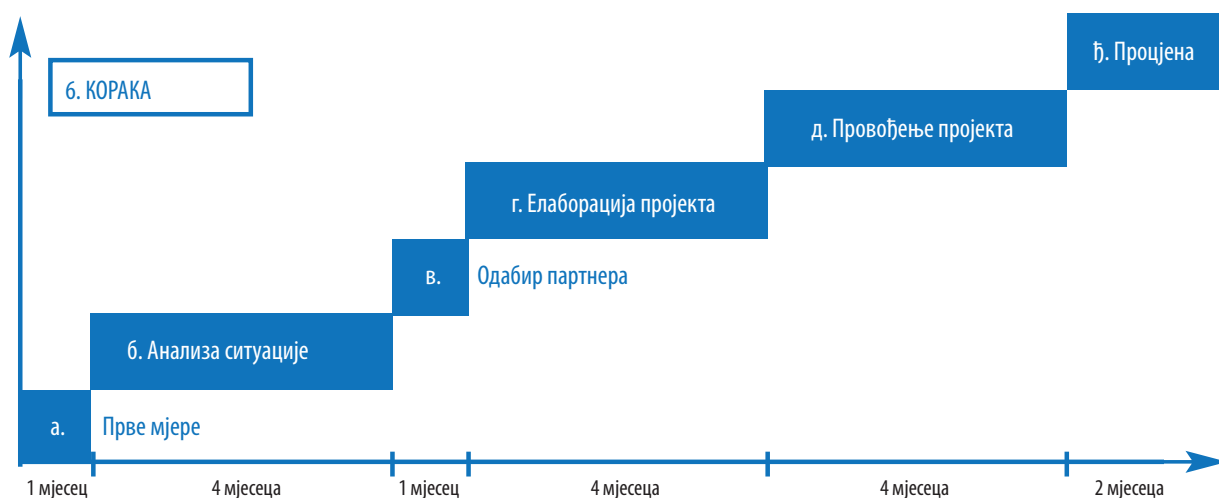 ђ. Процјена
6. КОРАКА
д. Провођење пројекта
г. Елаборација пројекта
в.
Одабир партнера
б. Анализа ситуације
а.
Прве мјере
1 мјесец
4 мјесеца
1 мјесец
4 мјесеца
4 мјесеца
2 мјесеца